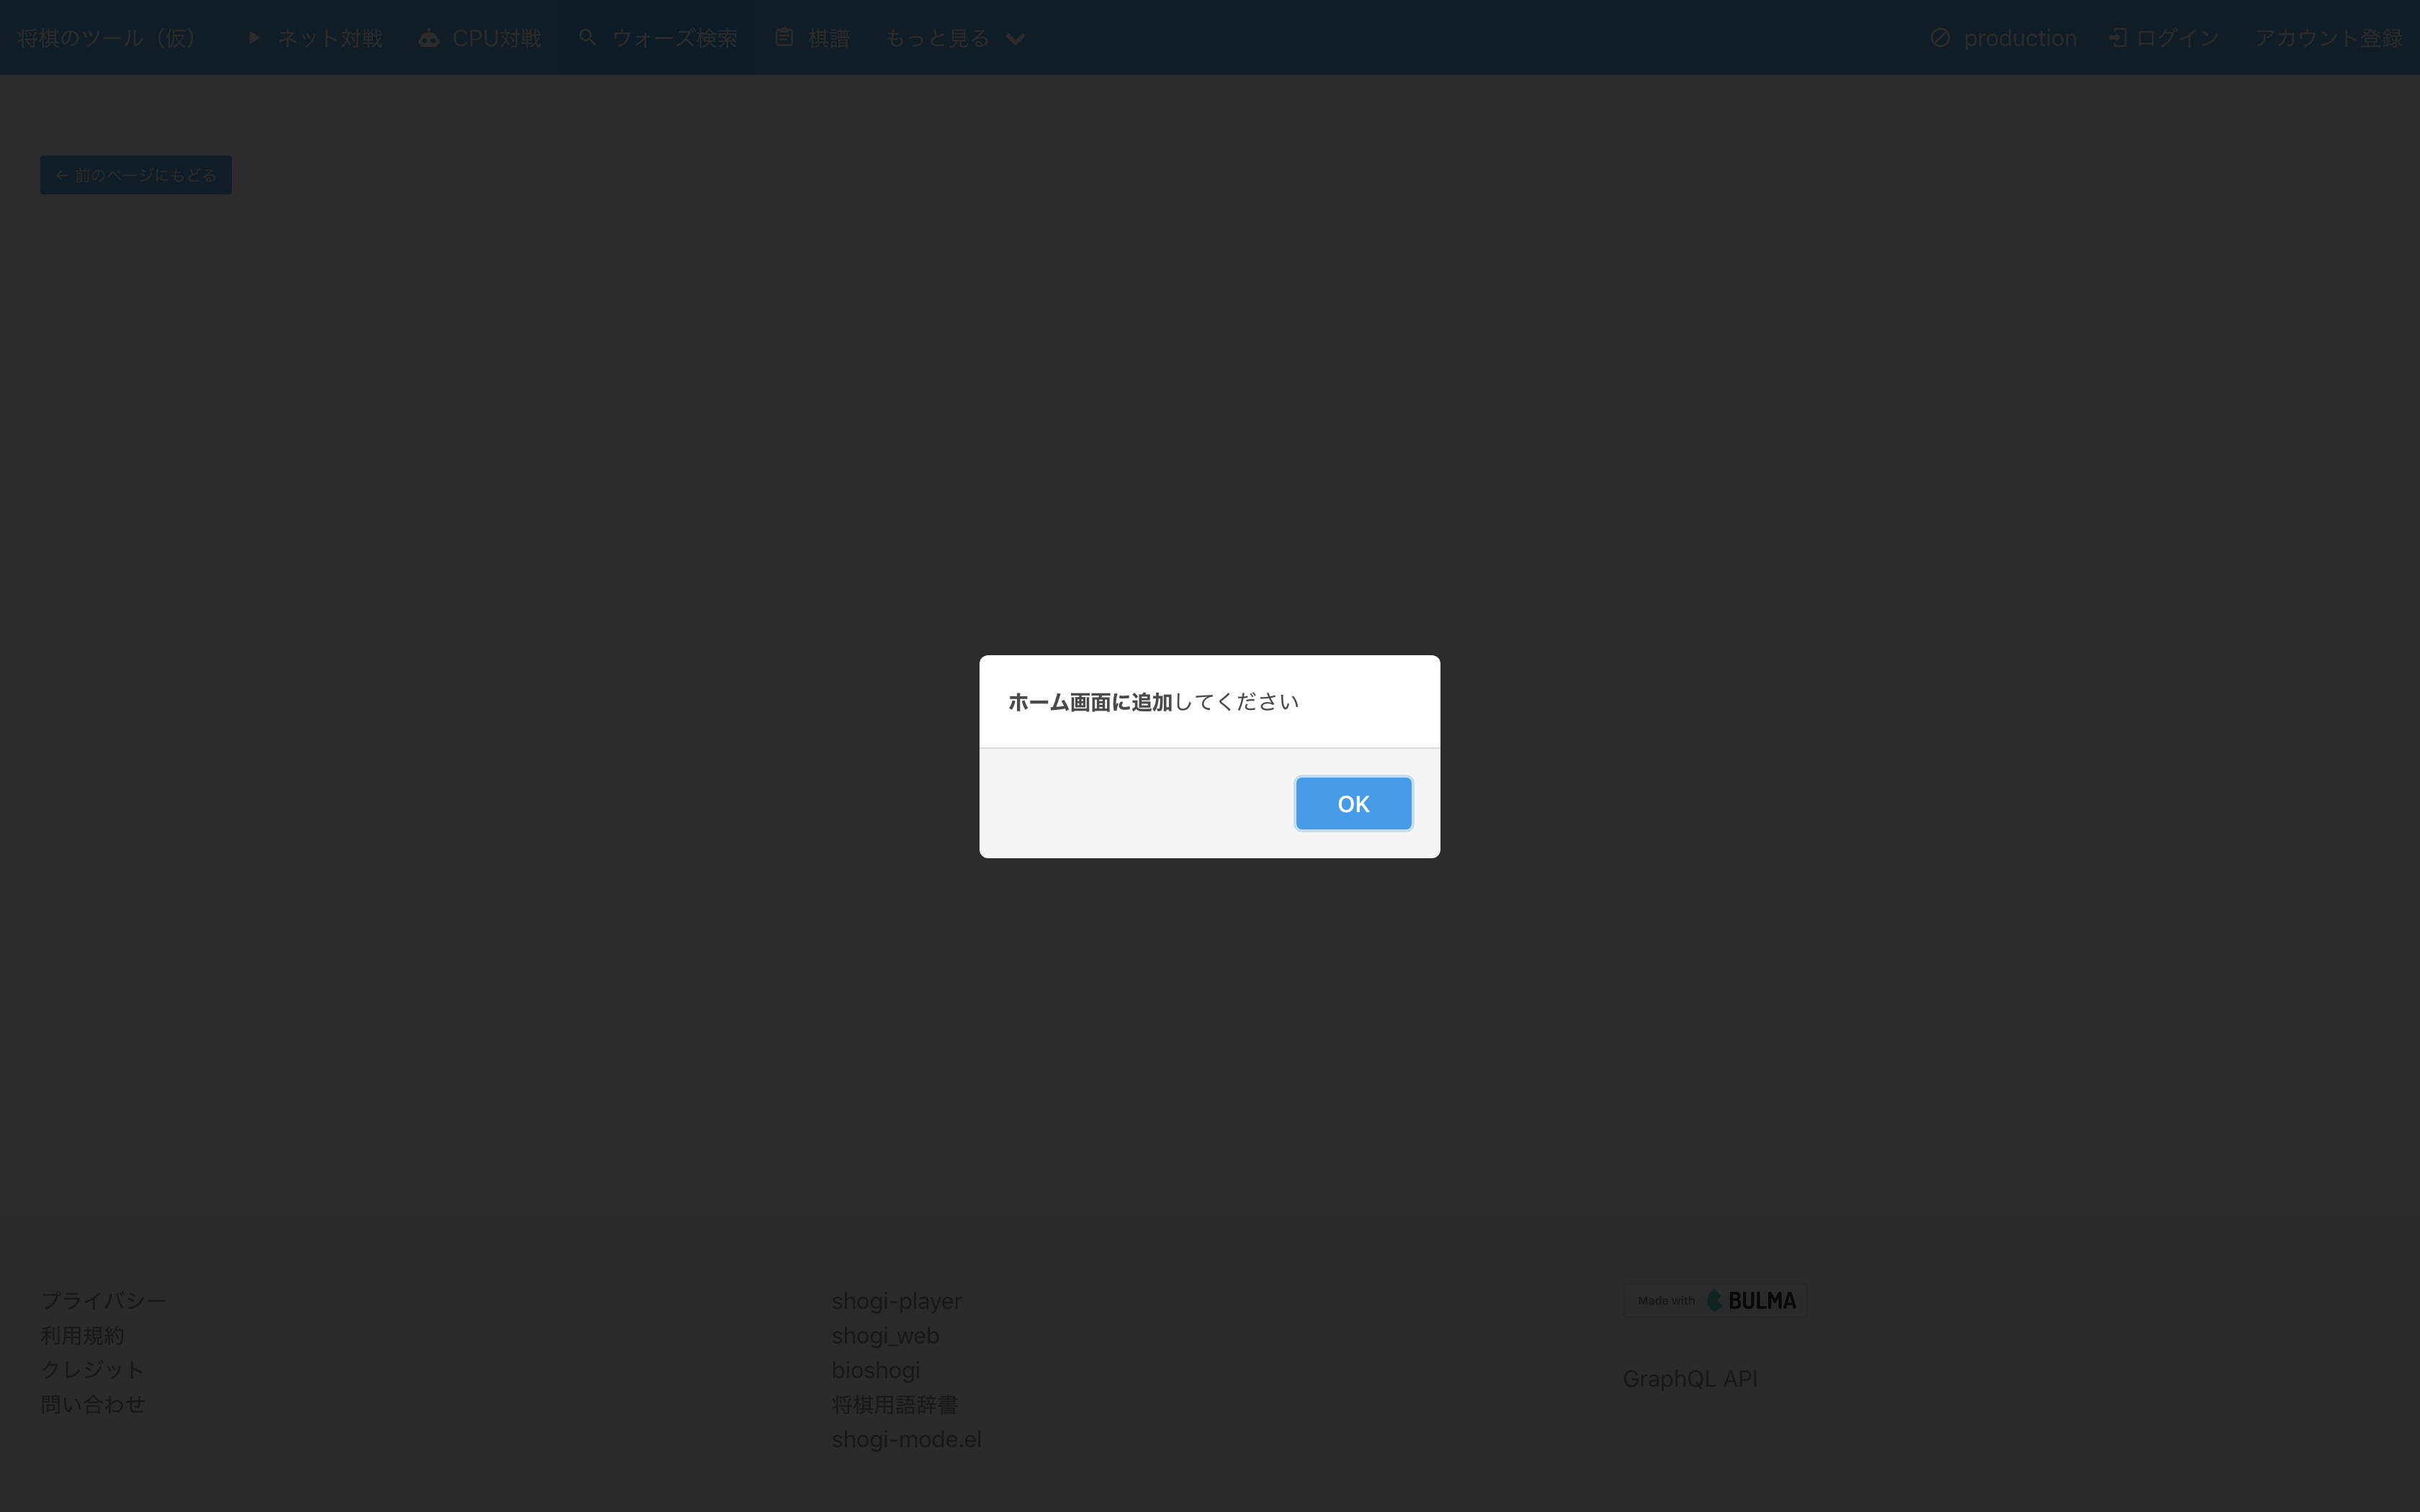 将棋のツール（仮） ネット対戦 CPU対戦 ウォーズ検索 棋譜 もっと見る production ログイン アカウント登録
← 前のページにもどる
ホーム画面に追加してください
OK
プライバシー
利用規約
クレジット
問い合わせ
shogi-player
shogi_web
bioshogi
将棋用語辞書
shogi-mode.el
Made with BULMA
GraphQL API